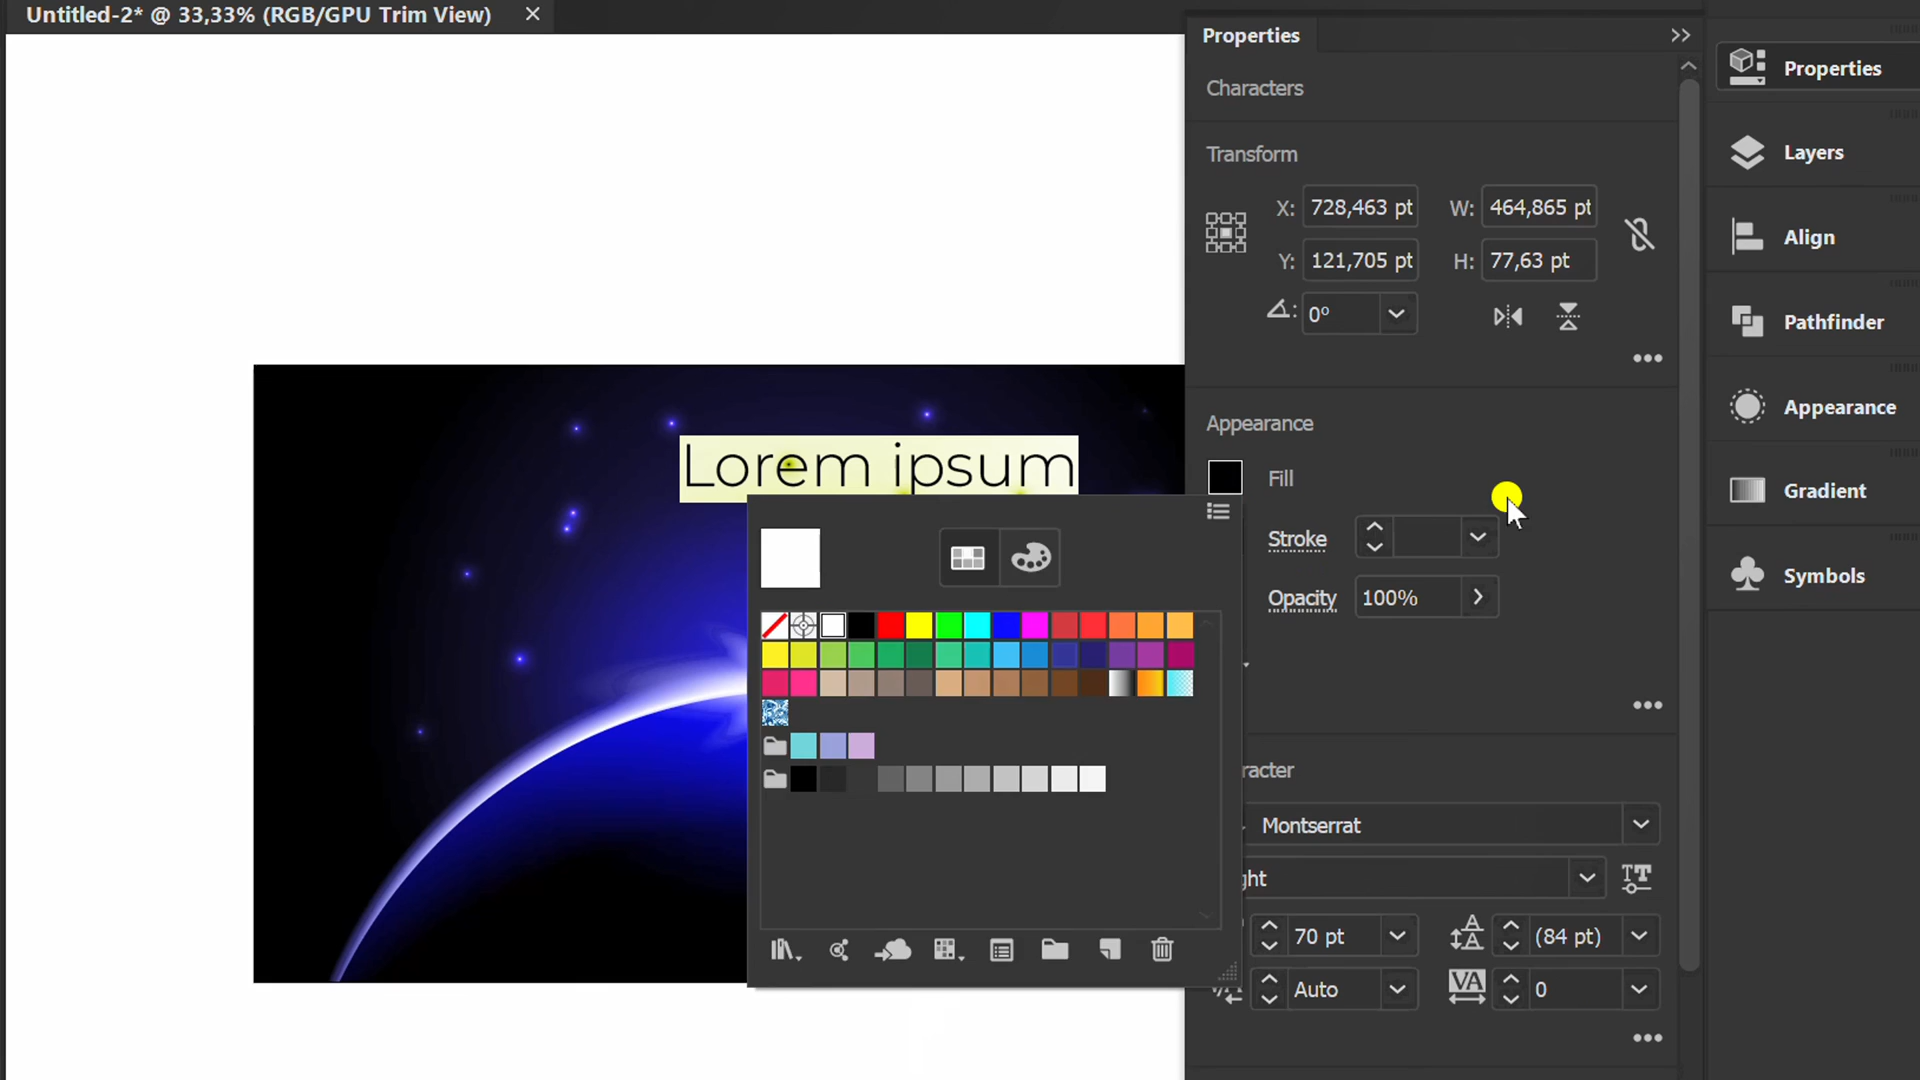 Untitled-2* @ 33,33% (RGB/GPU Trim View)
Properties
Characters
Transform
X: 728,463 pt W: 464,865 pt
Y: 121,705 pt H: 77,63 pt
0°
Appearance
Fill
Stroke
Opacity 100%
racter
Montserrat
ght
70 pt (84 pt)
Auto VA 0
Lorem ipsum
Properties
Layers
Align
Pathfinder
Appearance
Gradient
Symbols